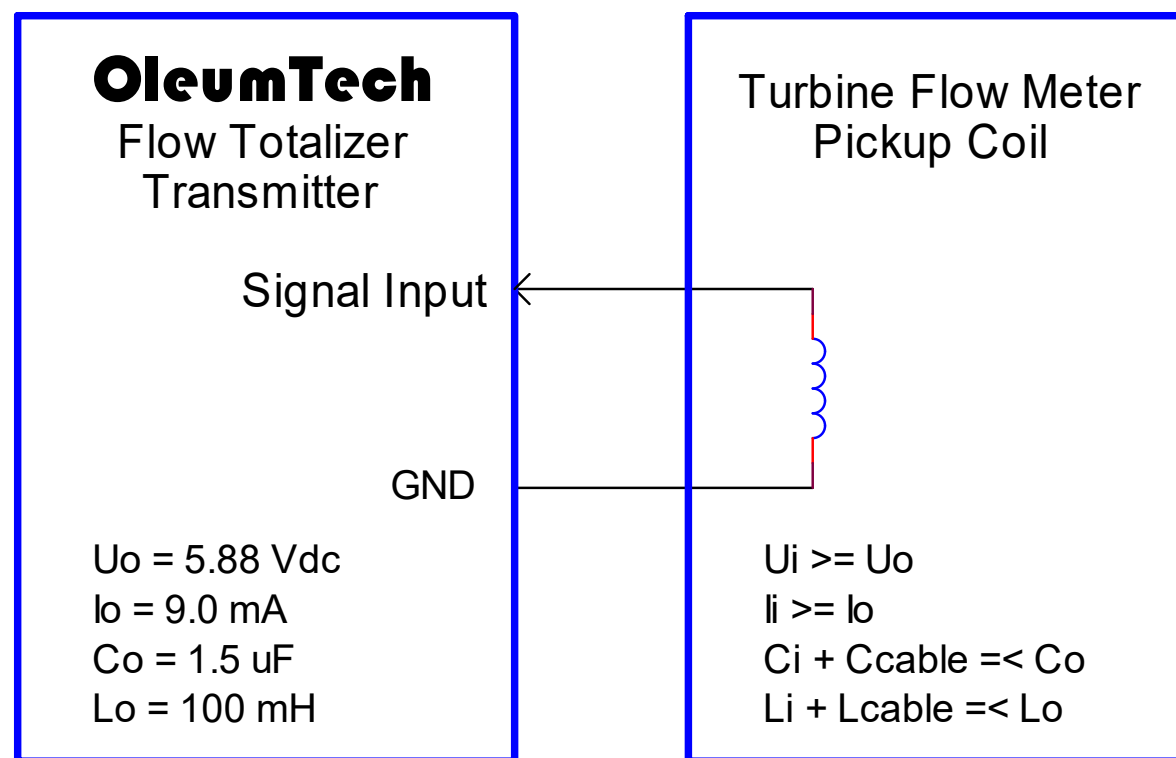 OleumTech
Flow Totalizer
Transmitter
Signal Input
GND
Uo = 5.88 Vdc
Io = 9.0 mA
Co = 1.5 uF
Lo = 100 mH
Turbine Flow Meter
Pickup Coil
Ui >= Uo
Ii >= Io
Ci + Ccable =< Co
Li + Lcable =< Lo